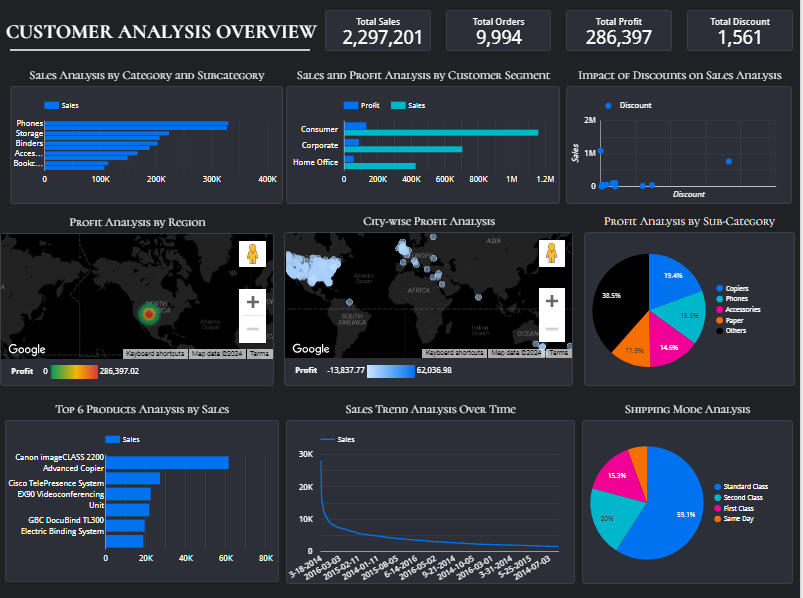 CUSTOMER ANALYSIS OVERVIEW
Total Sales
2,297,201
Total Orders
9,994
Total Profit
286,397
Total Discount
1,561
Sales Analysis by Category and Subcategory
Sales
Phones
Storage
Binders
Acces...
Bookc...
0 100K 200K 300K 400K
Sales and Profit Analysis by Customer Segment
Profit Sales
Consumer
Corporate
Home Office
0 200K 400K 600K 800K 1M 1.2M
Impact of Discounts on Sales Analysis
Discount
2M
1M
0
Sales
Discount
Profit Analysis by Region
NORTH
Atlantic
Ocean
Google
Keyboard shortcuts Map data ©2024 Terms
Profit 0 286,397.02
City-wise Profit Analysis
ASIA
Atlantic
Ocean
AFRICA
SOUTH
AMERICA
Indian
Ocean
OCEAN
Google
Keyboard shortcuts Map data ©2024 Terms
Profit -13,837.77 62,036.98
Profit Analysis by Sub-Category
19.4%
15.5%
14.6%
11.9%
38.5%
Copiers
Phones
Accessories
Paper
Others
Top 6 Products Analysis by Sales
Sales
Canon imageCLASS 2200
Advanced Copier
Cisco TelePresence System
EX90 Videoconferencing
Unit
GBC DocuBind TL300
Electric Binding System
0 20K 40K 60K 80K
Sales Trend Analysis Over Time
Sales
30K
20K
10K
0
3-18-2014
2016-03-03
2015-02-11
2014-01-11
2015-08-05
6-14-2016
2016-05-02
9-21-2014
2014-10-05
2016-03-01
3-31-2014
5-25-2015
2014-07-03
Shipping Mode Analysis
59.1%
20%
15.3%
Standard Class
Second Class
First Class
Same Day